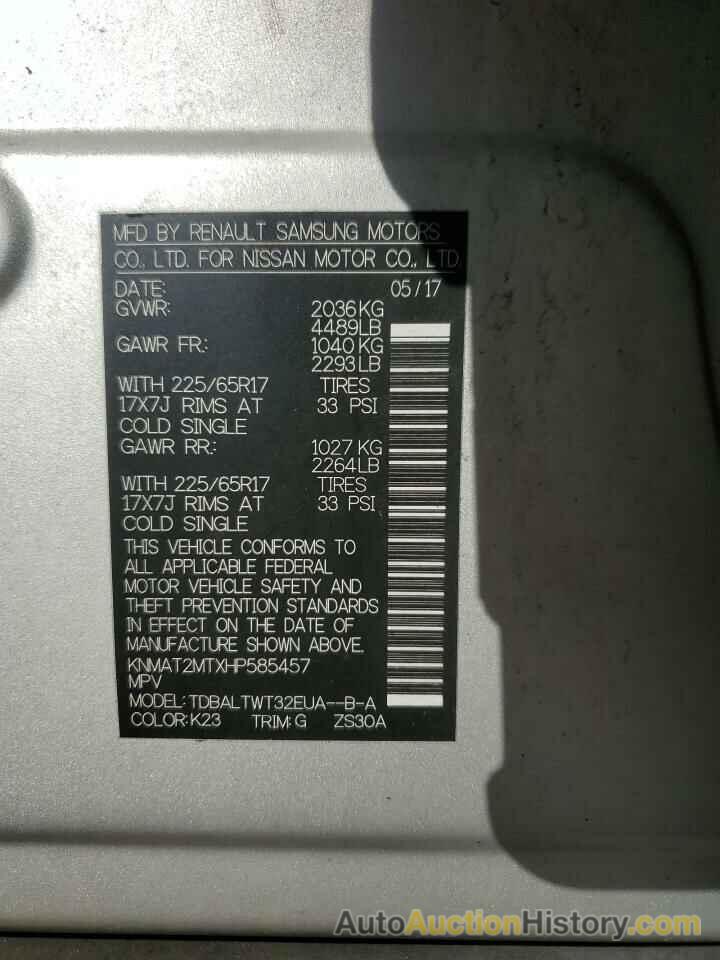 MFD BY RENAULT SAMSUNG MOTORS
CO., LTD. FOR NISSAN MOTOR CO., LTD.
DATE: 05/17
GVWR: 2036KG
4489LB
GAWR FR.: 1040 KG
2293LB
WITH 225/65R17 TIRES
17X7J RIMS AT 33 PSI
COLD SINGLE
GAWR RR.: 1027 KG
2264LB
WITH 225/65R17 TIRES
17X7J RIMS AT 33 PSI
COLD SINGLE
THIS VEHICLE CONFORMS TO
ALL APPLICABLE FEDERAL
MOTOR VEHICLE SAFETY AND
THEFT PREVENTION STANDARDS
IN EFFECT ON THE DATE OF
MANUFACTURE SHOWN ABOVE.
KNMAT2MTXHP585457
MPV
MODEL: TDBALTWT32EUA--B-A
COLOR: K23 TRIM: G ZS30A
AutoAuctionHistory.com